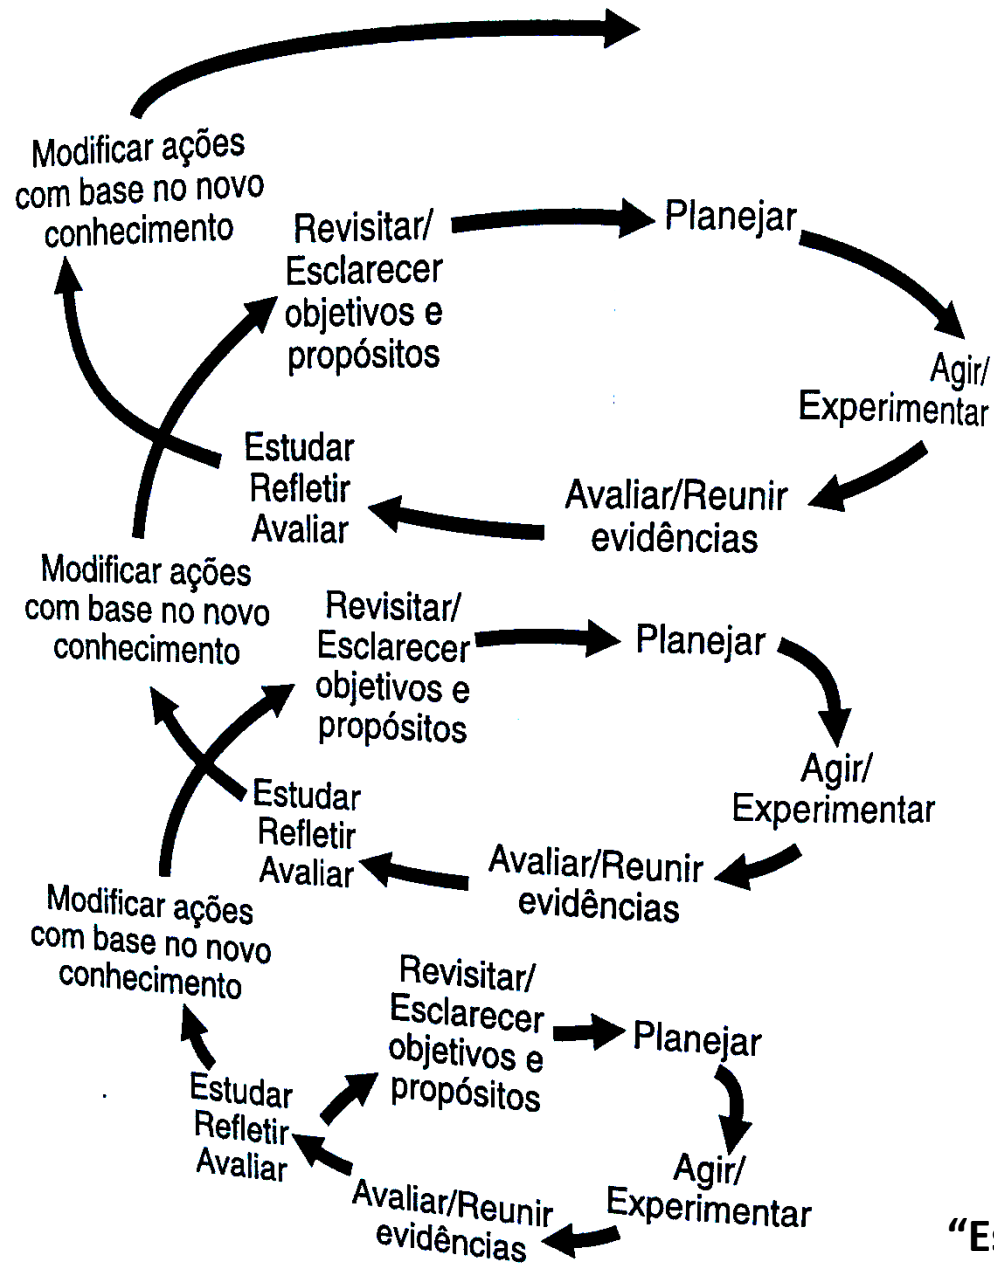 Modificar ações
com base no novo
conhecimento
Revisitar/
Esclarecer
objetivos e
propósitos
Planejar
Agir/
Experimentar
Avaliar/Reunir
evidências
Estudar
Refletir
Avaliar
Modificar ações
com base no novo
conhecimento
Revisitar/
Esclarecer
objetivos e
propósitos
Planejar
Agir/
Experimentar
Avaliar/Reunir
evidências
Estudar
Refletir
Avaliar
Modificar ações
com base no novo
conhecimento
Revisitar/
Esclarecer
objetivos e
propósitos
Planejar
Agir/
Experimentar
Avaliar/Reunir
evidências
Estudar
Refletir
Avaliar